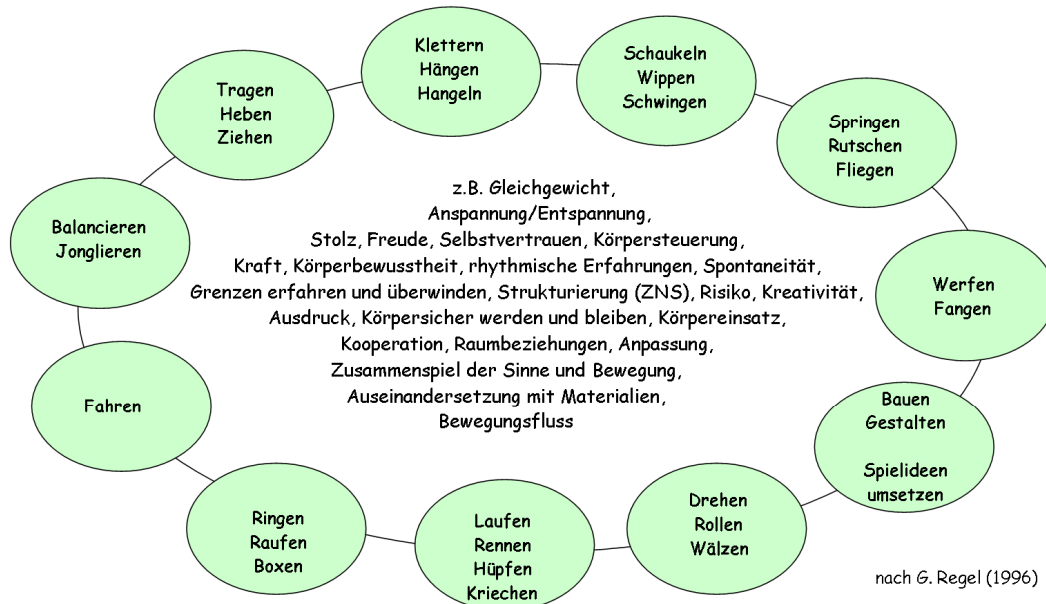 Klettern
Hängen
Hangeln
Schaukeln
Wippen
Schwingen
Tragen
Heben
Ziehen
Springen
Rutschen
Fliegen
Balancieren
Jonglieren
z.B. Gleichgewicht,
Anspannung/Entspannung,
Stolz, Freude, Selbstvertrauen, Körpersteuerung,
Kraft, Körperbewusstheit, rhythmische Erfahrungen, Spontaneität,
Grenzen erfahren und überwinden, Strukturierung (ZNS), Risiko, Kreativität,
Ausdruck, Körpersicher werden und bleiben, Körpereinsatz,
Kooperation, Raumbeziehungen, Anpassung,
Zusammenspiel der Sinne und Bewegung,
Auseinandersetzung mit Materialien,
Bewegungsfluss
Werfen
Fangen
Fahren
Bauen
Gestalten
Spielideen
umsetzen
Ringen
Raufen
Boxen
Laufen
Rennen
Hüpfen
Kriechen
Drehen
Rollen
Wälzen
nach G. Regel (1996)